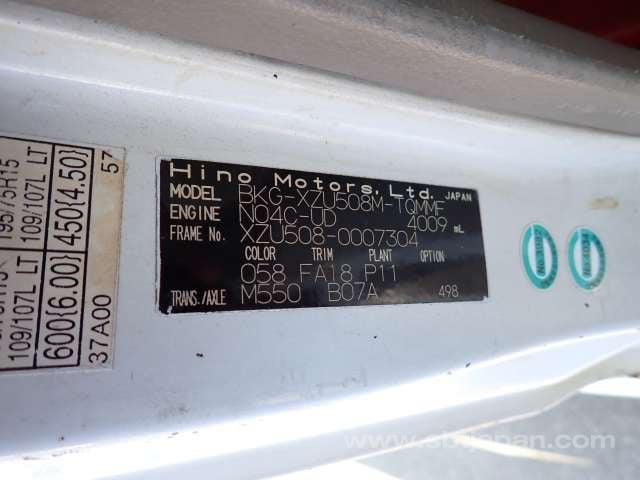 Hino Motors, Ltd. JAPAN
MODEL BKG-XZU508M-TQMMF
ENGINE N04C-UD 4009 mL
FRAME No. XZU508-0007304
COLOR TRIM PLANT OPTION
058 FA18 P11
TRANS./AXLE M550 B07A 498
109/107L LT
109/107L LT
600(6.00) 450(4.50)
37A00 57
www.sbtjapan.com